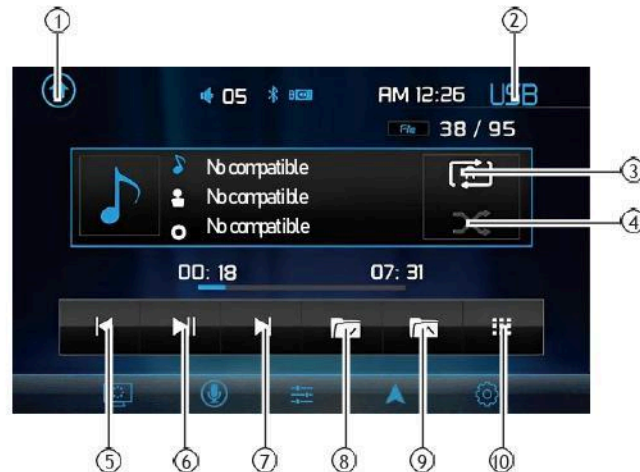 ① ②
05 AM 12:26 USB
File 38 / 95
No compatible
③
No compatible
④
No compatible
00: 18 07: 31
⑤ ⑥ ⑦ ⑧ ⑨ ⑩